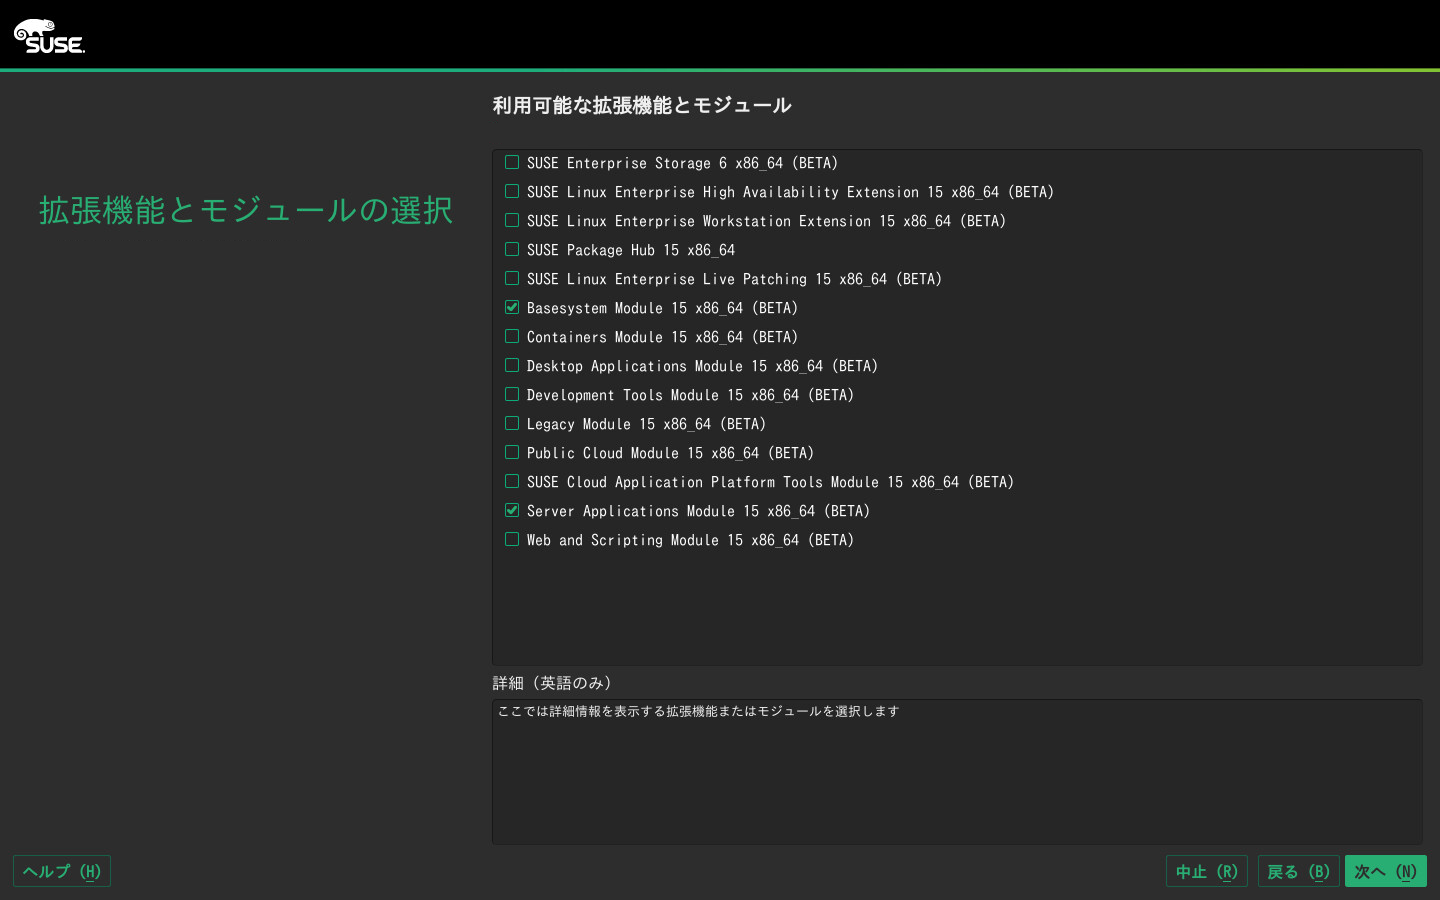 SUSE
利用可能な拡張機能とモジュール
拡張機能とモジュールの選択
SUSE Enterprise Storage 6 x86_64 (BETA)
SUSE Linux Enterprise High Availability Extension 15 x86_64 (BETA)
SUSE Linux Enterprise Workstation Extension 15 x86_64 (BETA)
SUSE Package Hub 15 x86_64
SUSE Linux Enterprise Live Patching 15 x86_64 (BETA)
Basesystem Module 15 x86_64 (BETA)
Containers Module 15 x86_64 (BETA)
Desktop Applications Module 15 x86_64 (BETA)
Development Tools Module 15 x86_64 (BETA)
Legacy Module 15 x86_64 (BETA)
Public Cloud Module 15 x86_64 (BETA)
SUSE Cloud Application Platform Tools Module 15 x86_64 (BETA)
Server Applications Module 15 x86_64 (BETA)
Web and Scripting Module 15 x86_64 (BETA)
詳細（英語のみ）
ここでは詳細情報を表示する拡張機能またはモジュールを選択します
ヘルプ (H) 中止 (R) 戻る (B) 次へ (N)